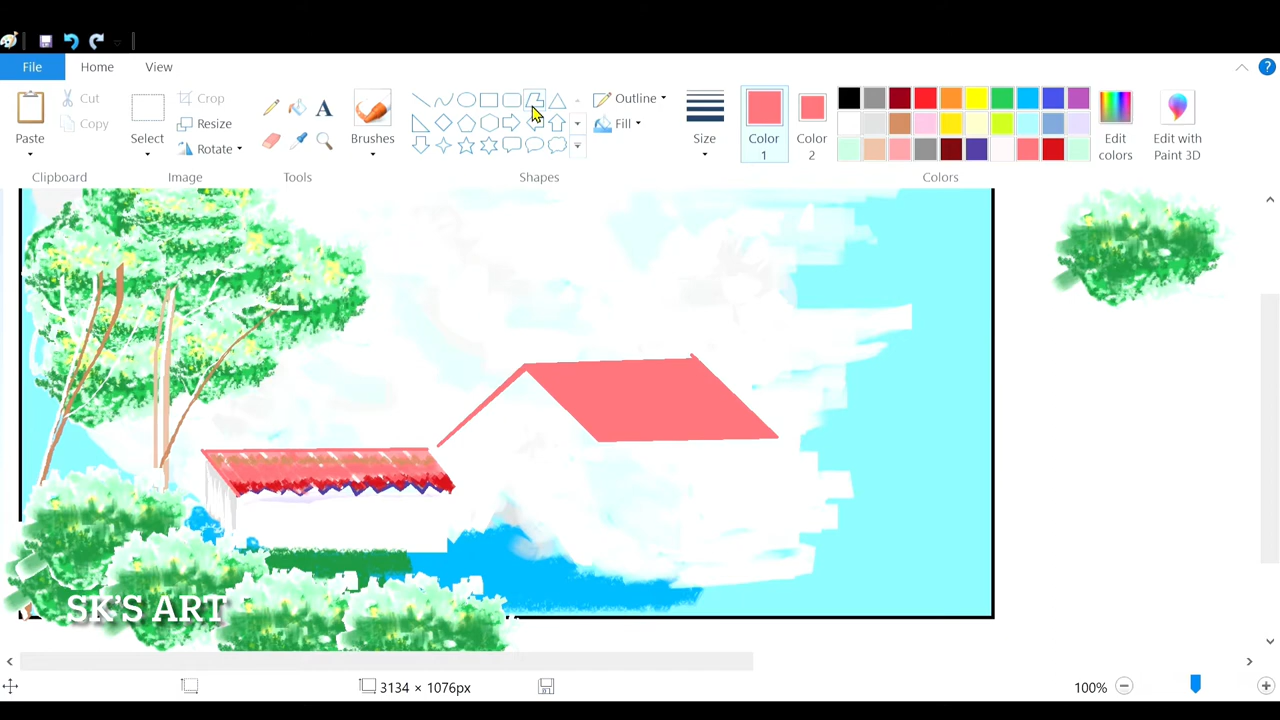 File Home View
Paste
Cut
Copy
Clipboard
Select
Crop
Resize
Rotate
Image
A
Tools
Brushes
Shapes
Outline
Fill
Size
Color 1
Color 2
Edit colors
Edit with Paint 3D
Colors
?
SK'S ART
3134 × 1076px
100%